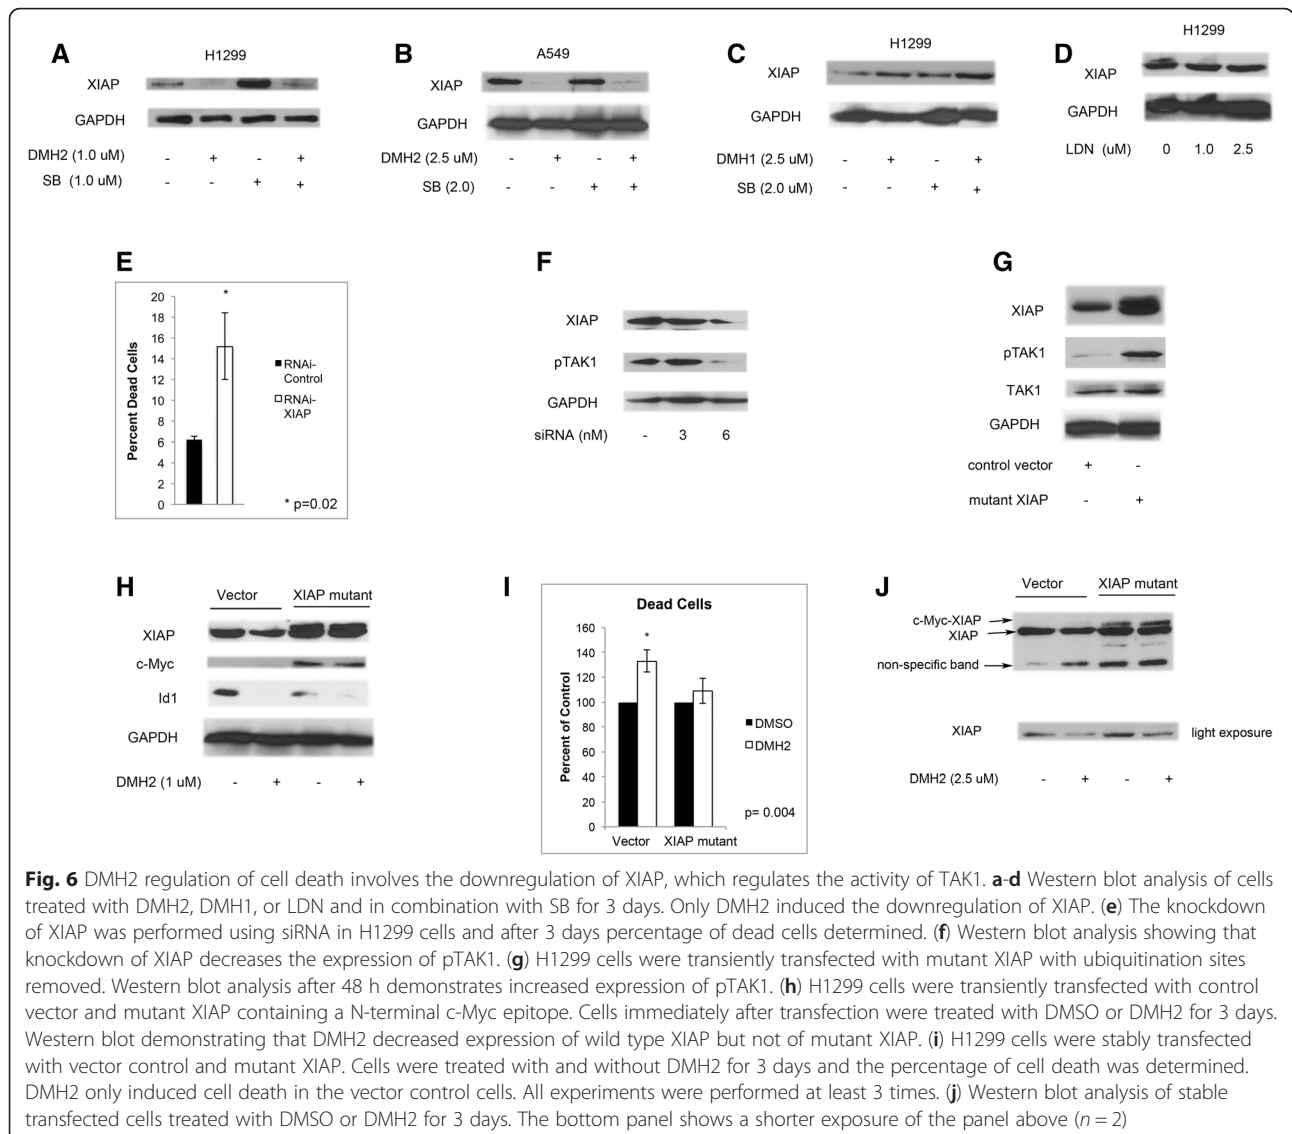 A
H1299
XIAP
GAPDH
DMH2 (1.0 uM) - + - +
SB (1.0 uM) - - + +
B
A549
XIAP
GAPDH
DMH2 (2.5 uM) - + - +
SB (2.0) - - + +
C
H1299
XIAP
GAPDH
DMH1 (2.5 uM) - + - +
SB (2.0 uM) - - + +
D
H1299
XIAP
GAPDH
LDN (uM) 0 1.0 2.5
E
Percent Dead Cells
20
18
16
14
12
10
8
6
4
2
0
*
RNAi-
Control
RNAi-
XIAP
* p=0.02
F
XIAP
pTAK1
GAPDH
siRNA (nM) - 3 6
G
XIAP
pTAK1
TAK1
GAPDH
control vector + -
mutant XIAP - +
H
Vector XIAP mutant
XIAP
c-Myc
Id1
GAPDH
DMH2 (1 uM) - + - +
I
Dead Cells
Percent of Control
160
140
120
100
80
60
40
20
0
*
DMSO
DMH2
p= 0.004
Vector XIAP mutant
J
Vector XIAP mutant
c-Myc-XIAP
XIAP
non-specific band
XIAP light exposure
DMH2 (2.5 uM) - + - +
Fig. 6 DMH2 regulation of cell death involves the downregulation of XIAP, which regulates the activity of TAK1. a-d Western blot analysis of cells
treated with DMH2, DMH1, or LDN and in combination with SB for 3 days. Only DMH2 induced the downregulation of XIAP. (e) The knockdown
of XIAP was performed using siRNA in H1299 cells and after 3 days percentage of dead cells determined. (f) Western blot analysis showing that
knockdown of XIAP decreases the expression of pTAK1. (g) H1299 cells were transiently transfected with mutant XIAP with ubiquitination sites
removed. Western blot analysis after 48 h demonstrates increased expression of pTAK1. (h) H1299 cells were transiently transfected with control
vector and mutant XIAP containing a N-terminal c-Myc epitope. Cells immediately after transfection were treated with DMSO or DMH2 for 3 days.
Western blot demonstrating that DMH2 decreased expression of wild type XIAP but not of mutant XIAP. (i) H1299 cells were stably transfected
with vector control and mutant XIAP. Cells were treated with and without DMH2 for 3 days and the percentage of cell death was determined.
DMH2 only induced cell death in the vector control cells. All experiments were performed at least 3 times. (j) Western blot analysis of stable
transfected cells treated with DMSO or DMH2 for 3 days. The bottom panel shows a shorter exposure of the panel above (n = 2)